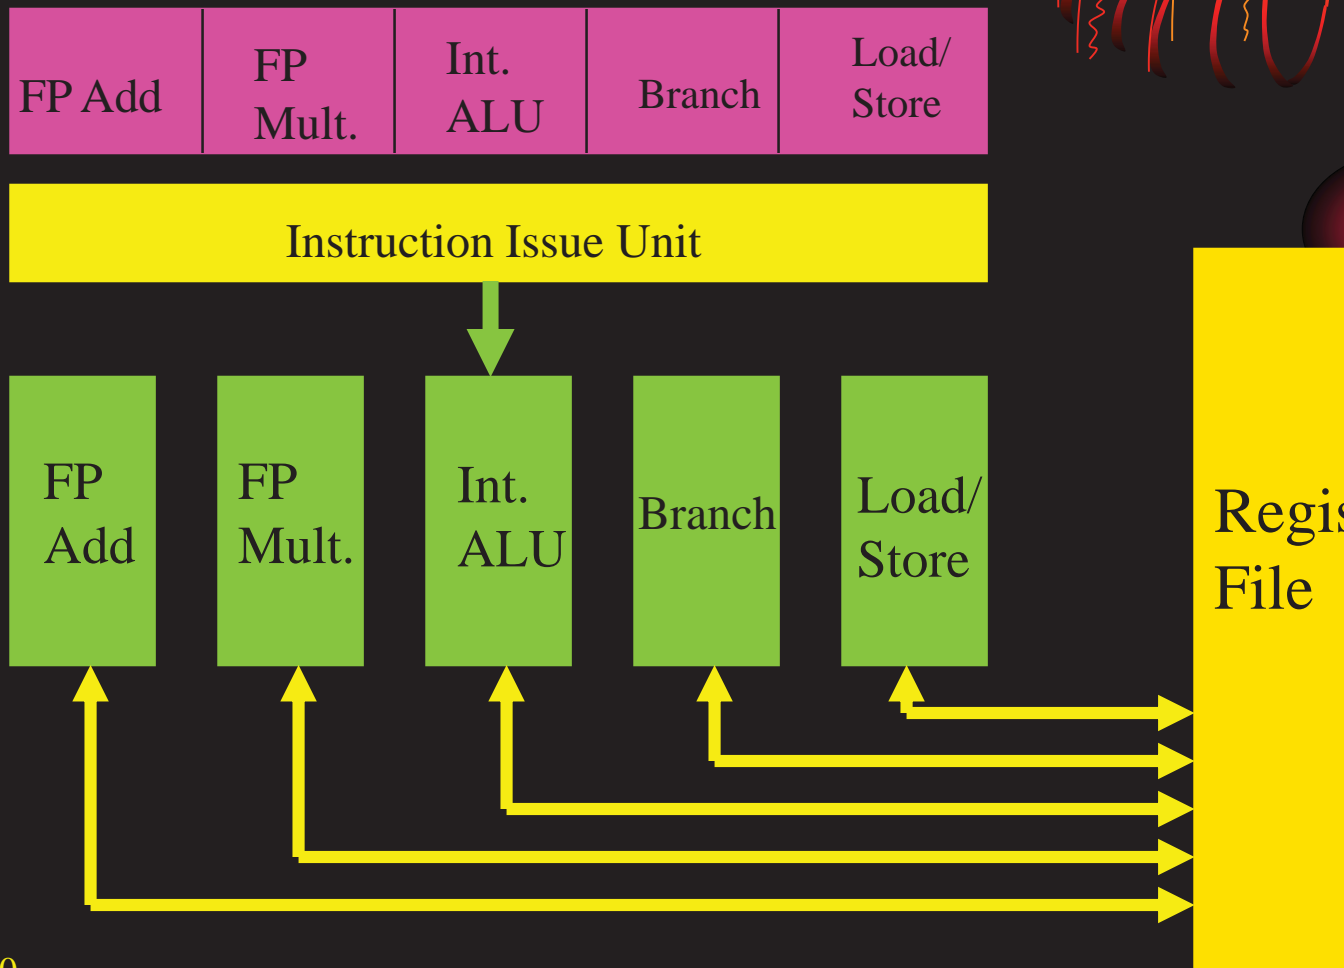 FP Add
FP
Mult.
Int.
ALU
Branch
Load/
Store
Instruction Issue Unit
FP
Add
FP
Mult.
Int.
ALU
Branch
Load/
Store
File